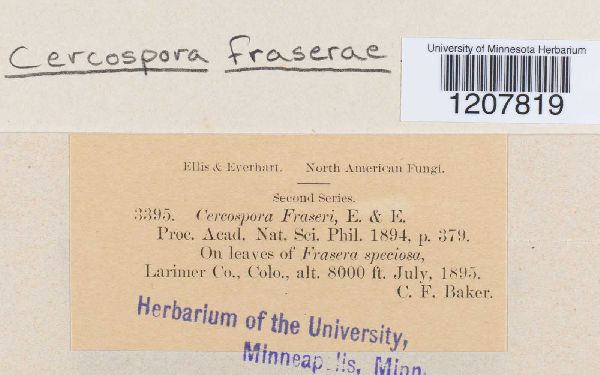 Cercospora fraserae
University of Minnesota Herbarium
1207819
Ellis & Everhart. North American Fungi.
Second Series.
3395. Cercospora Fraseri, E. & E.
Proc. Acad. Nat. Sci. Phil. 1894, p. 379.
On leaves of Frasera speciosa,
Larimer Co., Colo., alt. 8000 ft. July, 1895.
C. F. Baker.
Herbarium of the University,
Minneapolis, Minn.